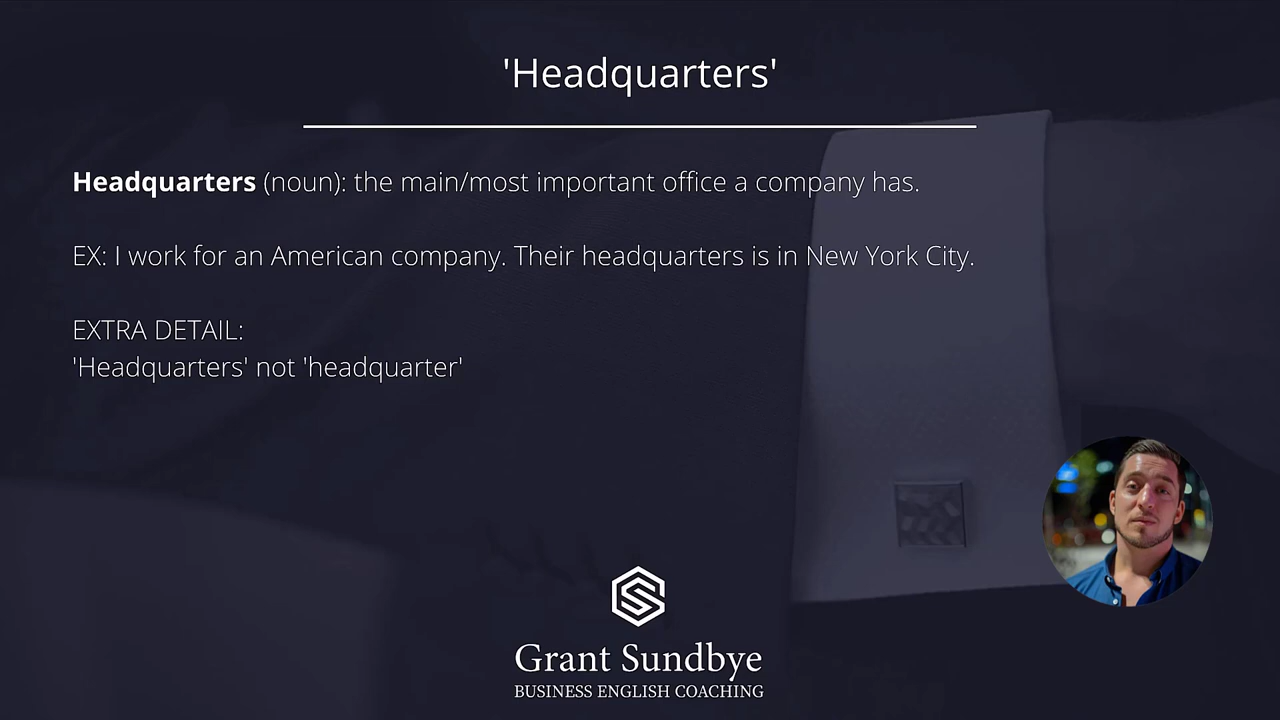 'Headquarters'
Headquarters (noun): the main/most important office a company has.
EX: I work for an American company. Their headquarters is in New York City.
EXTRA DETAIL:
'Headquarters' not 'headquarter'
Grant Sundbye
BUSINESS ENGLISH COACHING